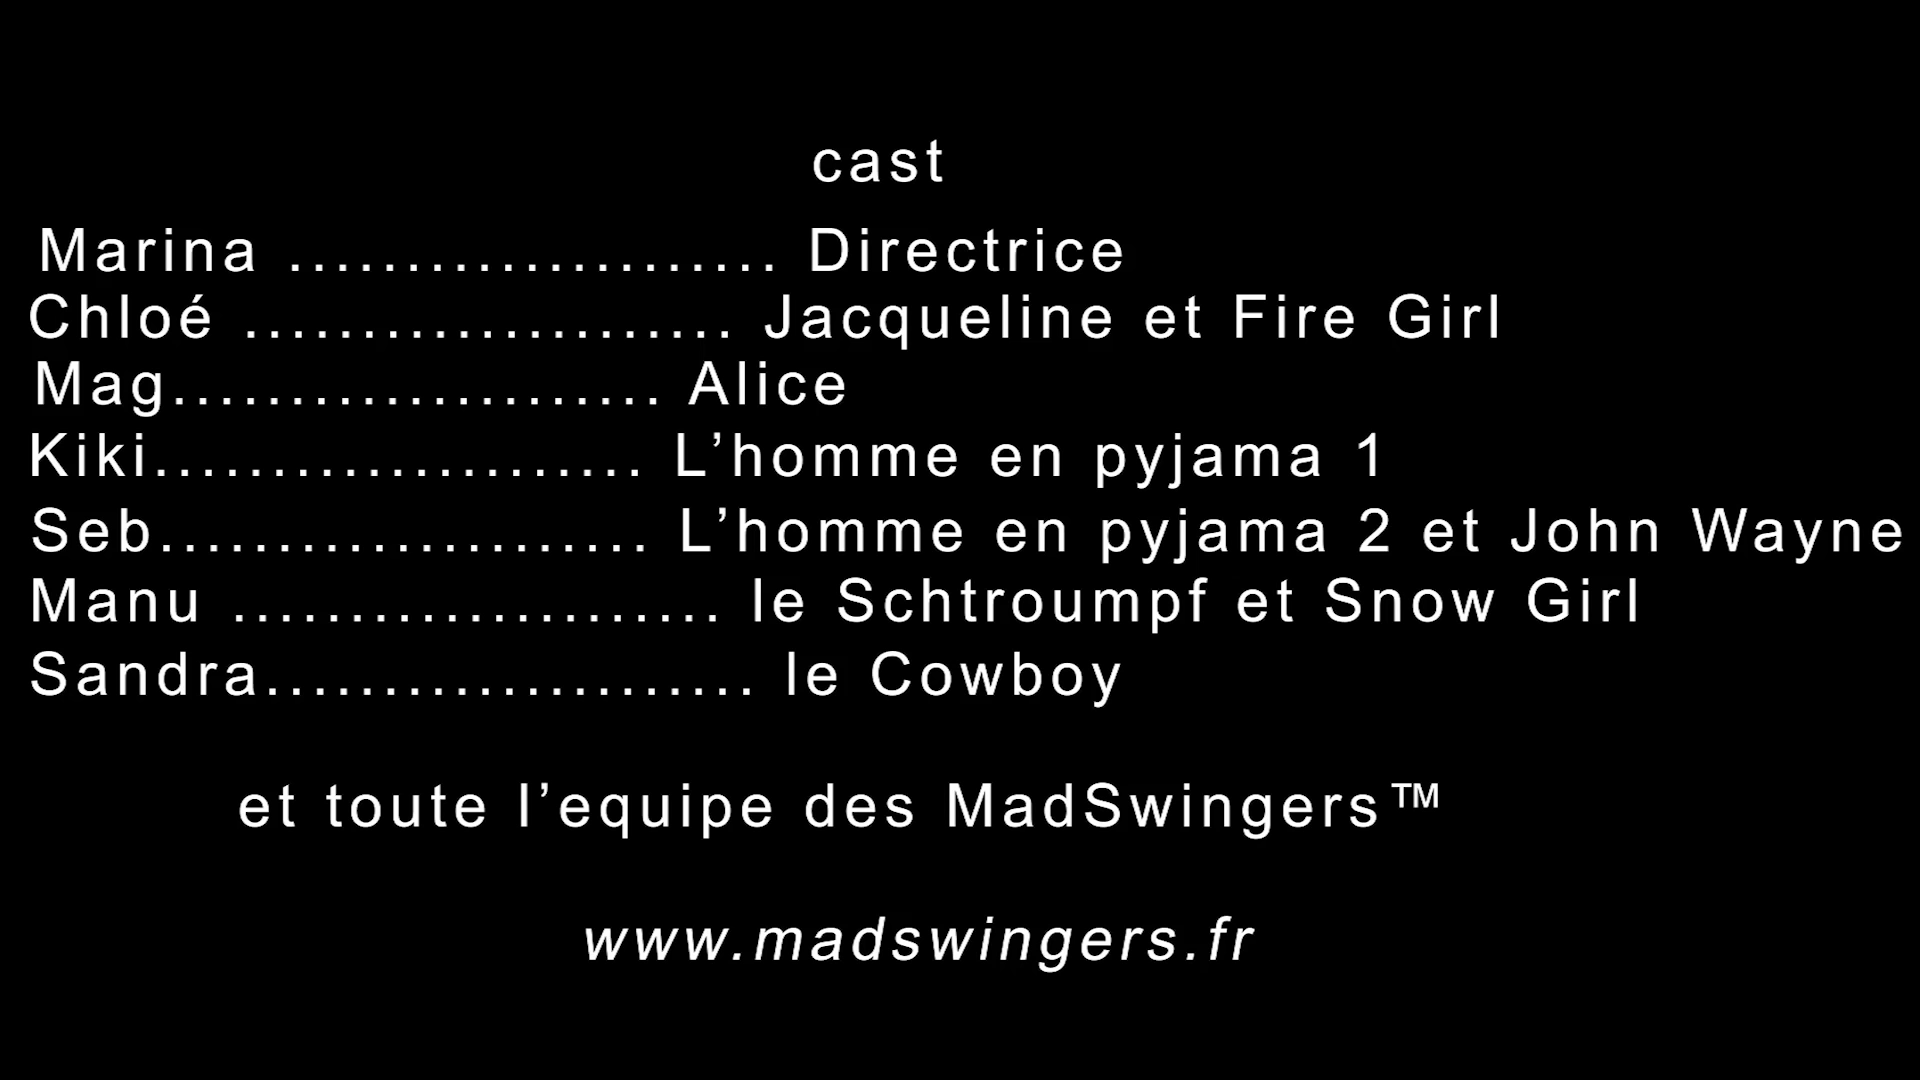 cast
Marina ..................... Directrice
Chloé ..................... Jacqueline et Fire Girl
Mag..................... Alice
Kiki..................... L’homme en pyjama 1
Seb..................... L’homme en pyjama 2 et John Wayne
Manu ..................... le Schtroumpf et Snow Girl
Sandra..................... le Cowboy
et toute l’equipe des MadSwingers™
www.madswingers.fr